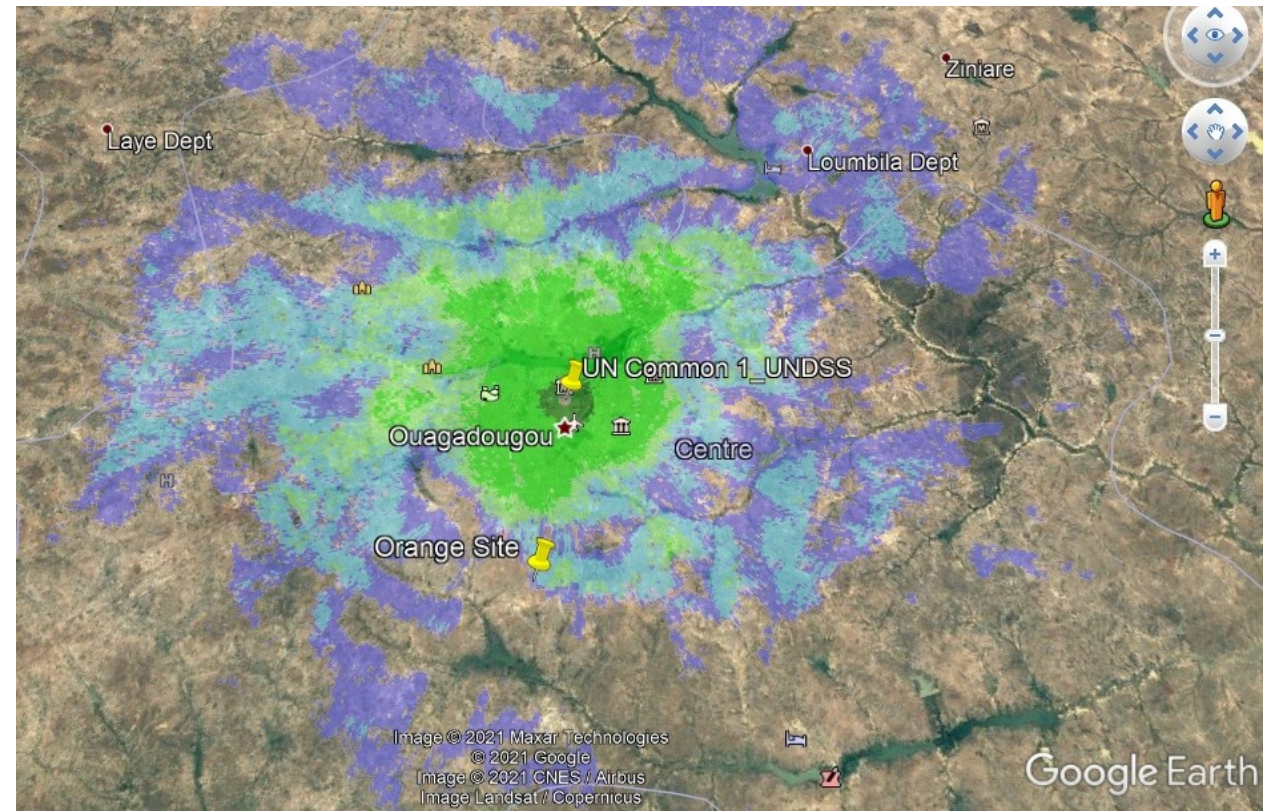 Ziniare
Laye Dept
Loumbila Dept
UN Common 1_UNDSS
Ouagadougou
Centre
Orange Site
Image © 2021 Maxar Technologies
© 2021 Google
Image © 2021 CNES / Airbus
Image Landsat / Copernicus
Google Earth